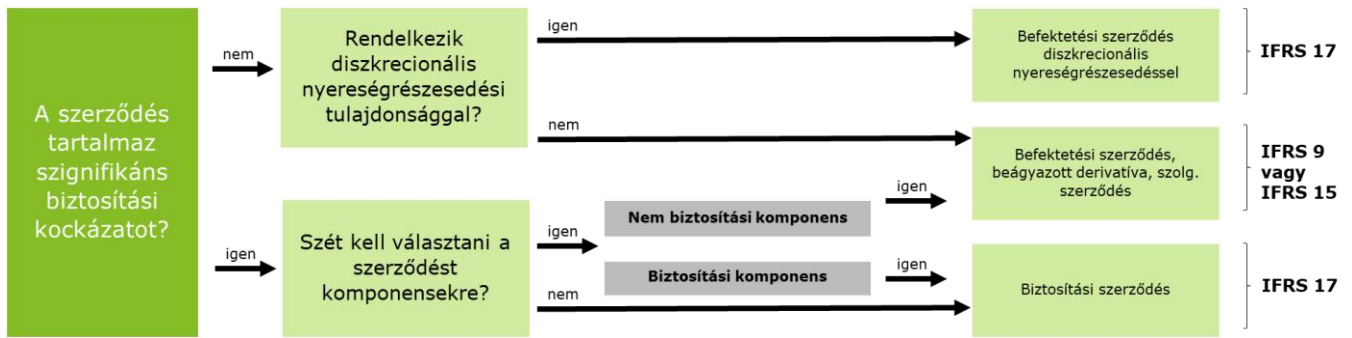 A szerződés
tartalmaz
szignifikáns
biztosítási
kockázatot?
nem
Rendelkezik
diszkrecionális
nyereségrészesedési
tulajdonsággal?
igen
Befektetési szerződés
diszkrecionális
nyereségrészesedéssel
IFRS 17
nem
Befektetési szerződés,
beágyazott derivatíva, szolg.
szerződés
IFRS 9
vagy
IFRS 15
igen
Szét kell választani a
szerződést
komponensekre?
igen
Nem biztosítási komponens
igen
Biztosítási komponens
igen
nem
Biztosítási szerződés
IFRS 17